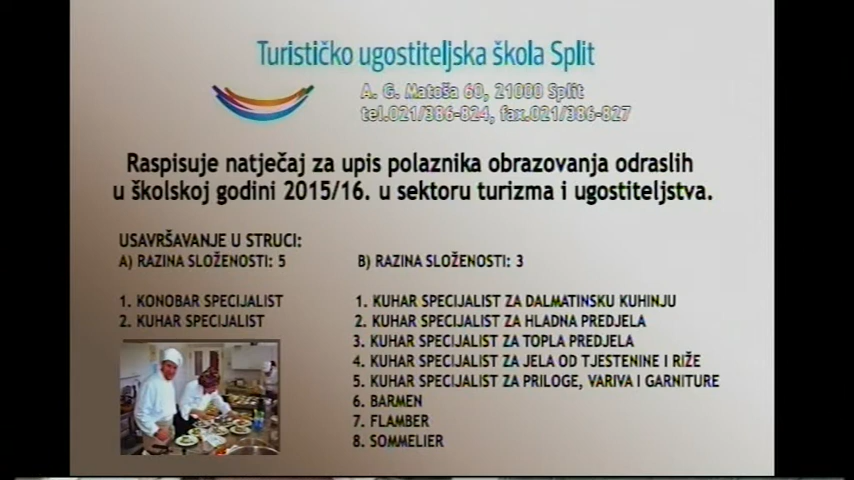 Turističko ugostiteljska škola Split
A. G. Matoša 60, 21000 Split
tel.021/386-824, fax.021/386-827
Raspisuje natječaj za upis polaznika obrazovanja odraslih
u školskoj godini 2015/16. u sektoru turizma i ugostiteljstva.
USAVRŠAVANJE U STRUCI:
A) RAZINA SLOŽENOSTI: 5
1. KONOBAR SPECIJALIST
2. KUHAR SPECIJALIST
B) RAZINA SLOŽENOSTI: 3
1. KUHAR SPECIJALIST ZA DALMATINSKU KUHINJU
2. KUHAR SPECIJALIST ZA HLADNA PREDJELA
3. KUHAR SPECIJALIST ZA TOPLA PREDJELA
4. KUHAR SPECIJALIST ZA JELA OD TJESTENINE I RIŽE
5. KUHAR SPECIJALIST ZA PRILOGE, VARIVA I GARNITURE
6. BARMEN
7. FLAMBER
8. SOMMELIER